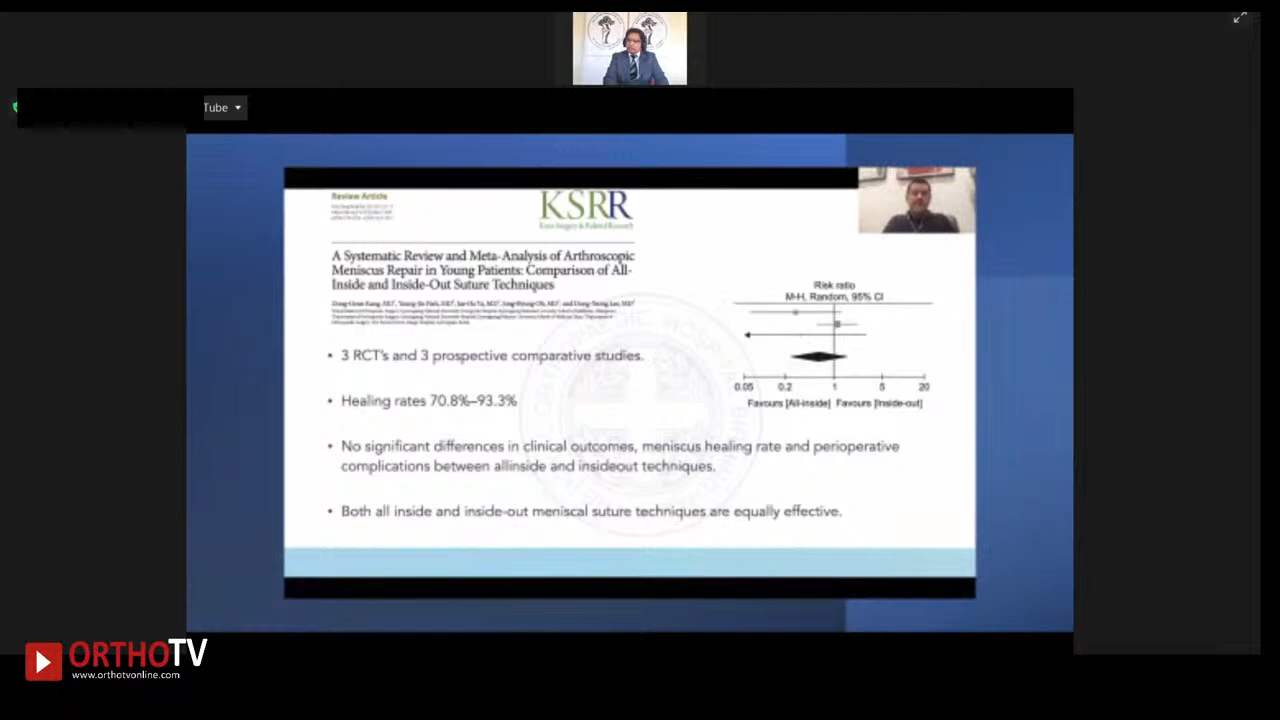 Tube
Review Article
KSRR
Knee Surgery & Related Research
A Systematic Review and Meta-Analysis of Arthroscopic
Meniscus Repair in Young Patients: Comparison of All-
Inside and Inside-Out Suture Techniques
Risk ratio
M-H, Random, 95% CI
0.05 0.2 1 5 20
Favours [All-inside] Favours [Inside-out]
• 3 RCT's and 3 prospective comparative studies.
• Healing rates 70.8%–93.3%
• No significant differences in clinical outcomes, meniscus healing rate and perioperative
complications between allinside and insideout techniques.
• Both all inside and inside-out meniscal suture techniques are equally effective.
ORTHOTV
www.orthotvonline.com